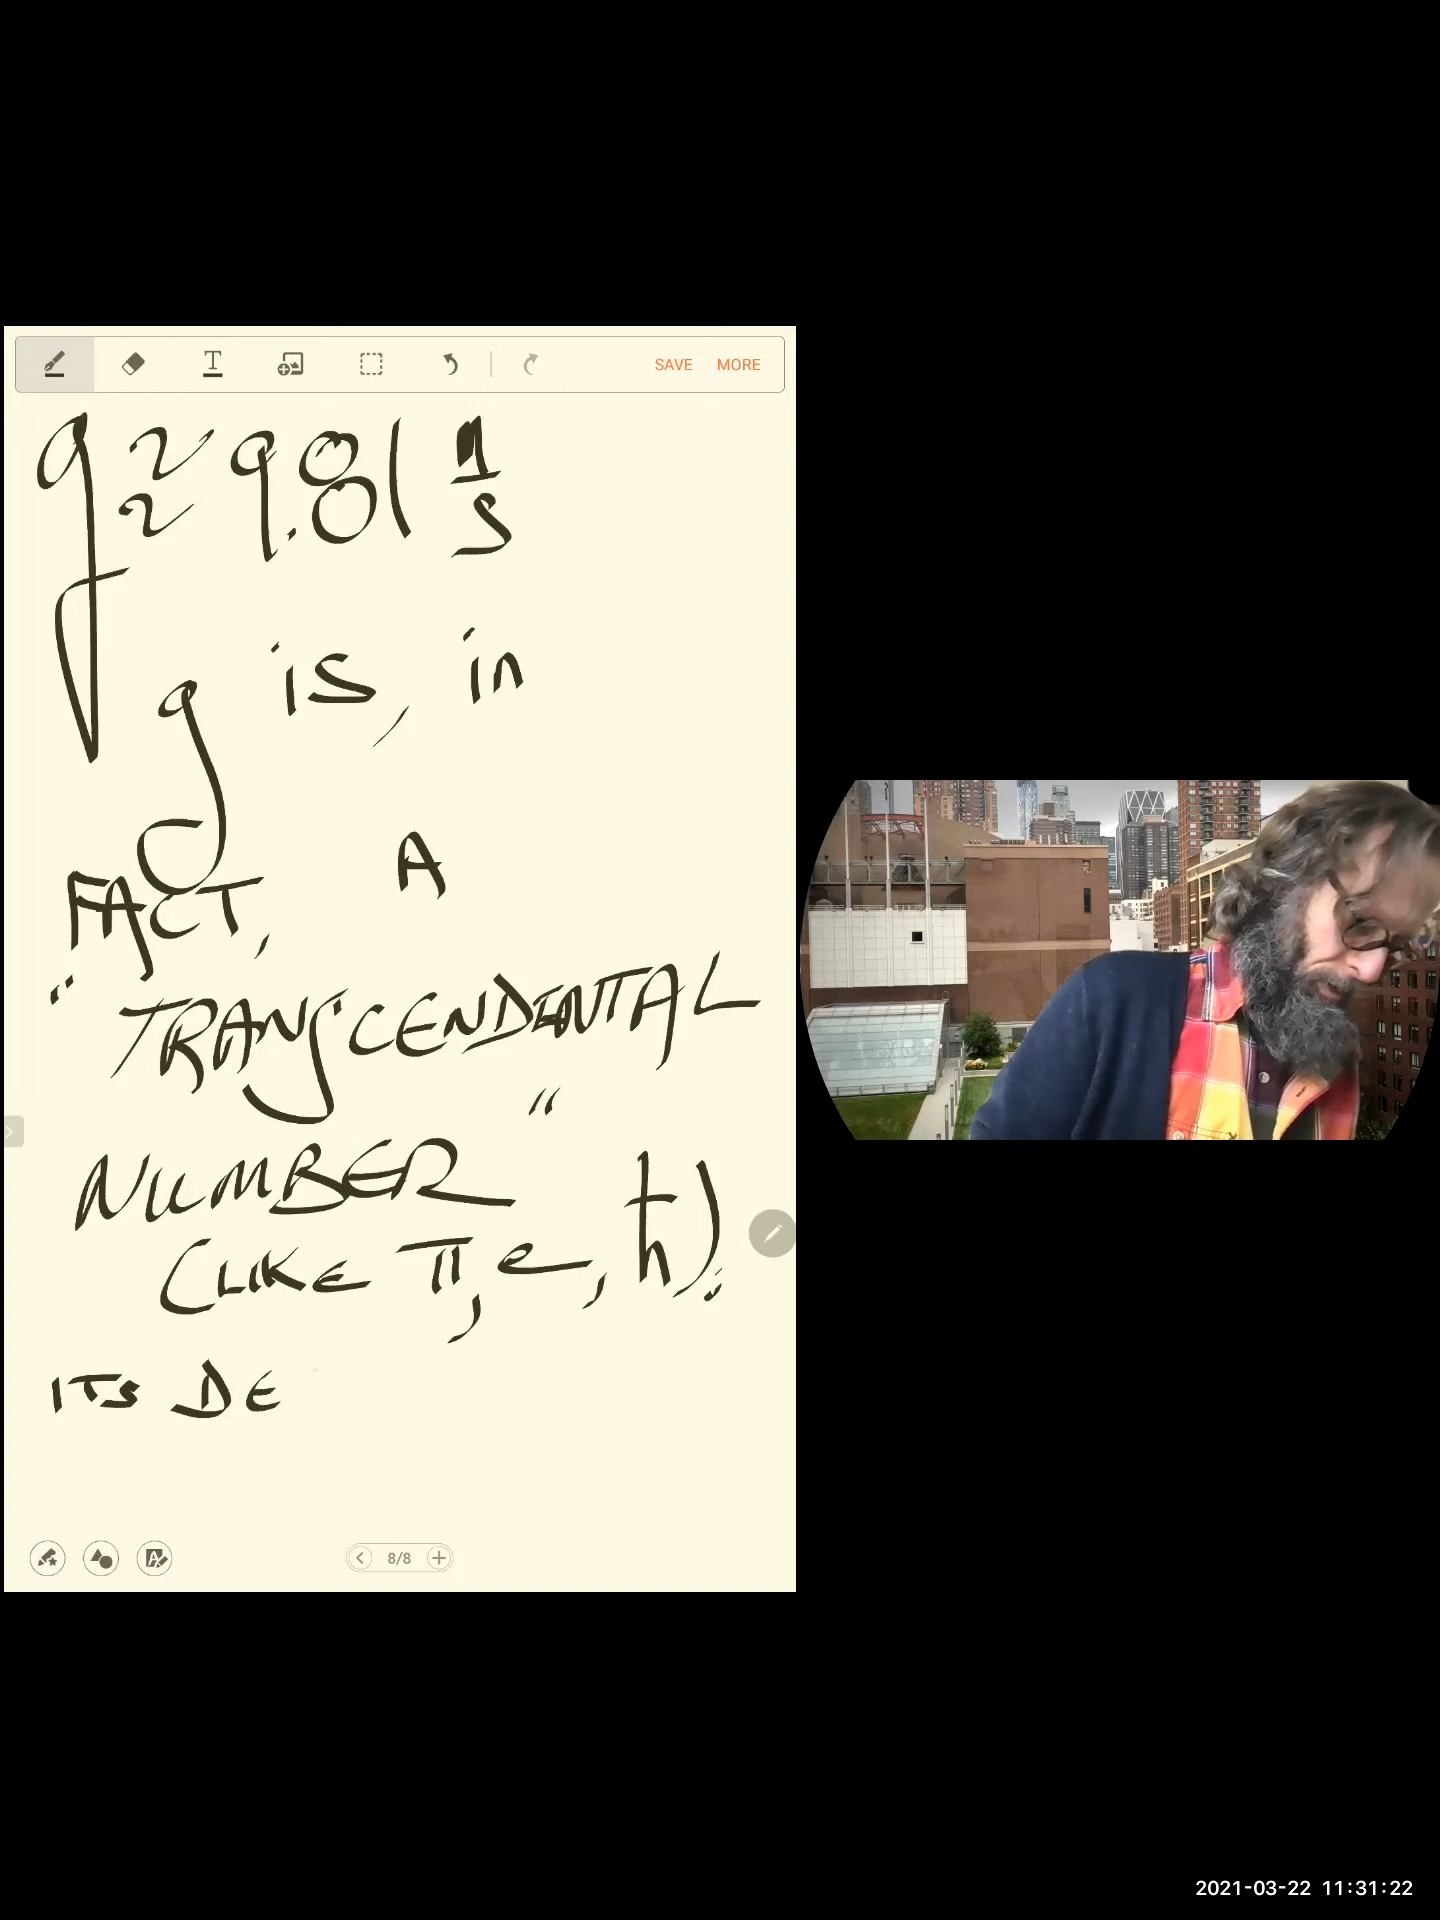 SAVE MORE
g ≈ 9.81
g is, in
FACT, A
"TRANSCENDENTAL
NUMBER"
(LIKE π, e, ħ).
ITS DE
8/8
2021-03-22 11:31:22